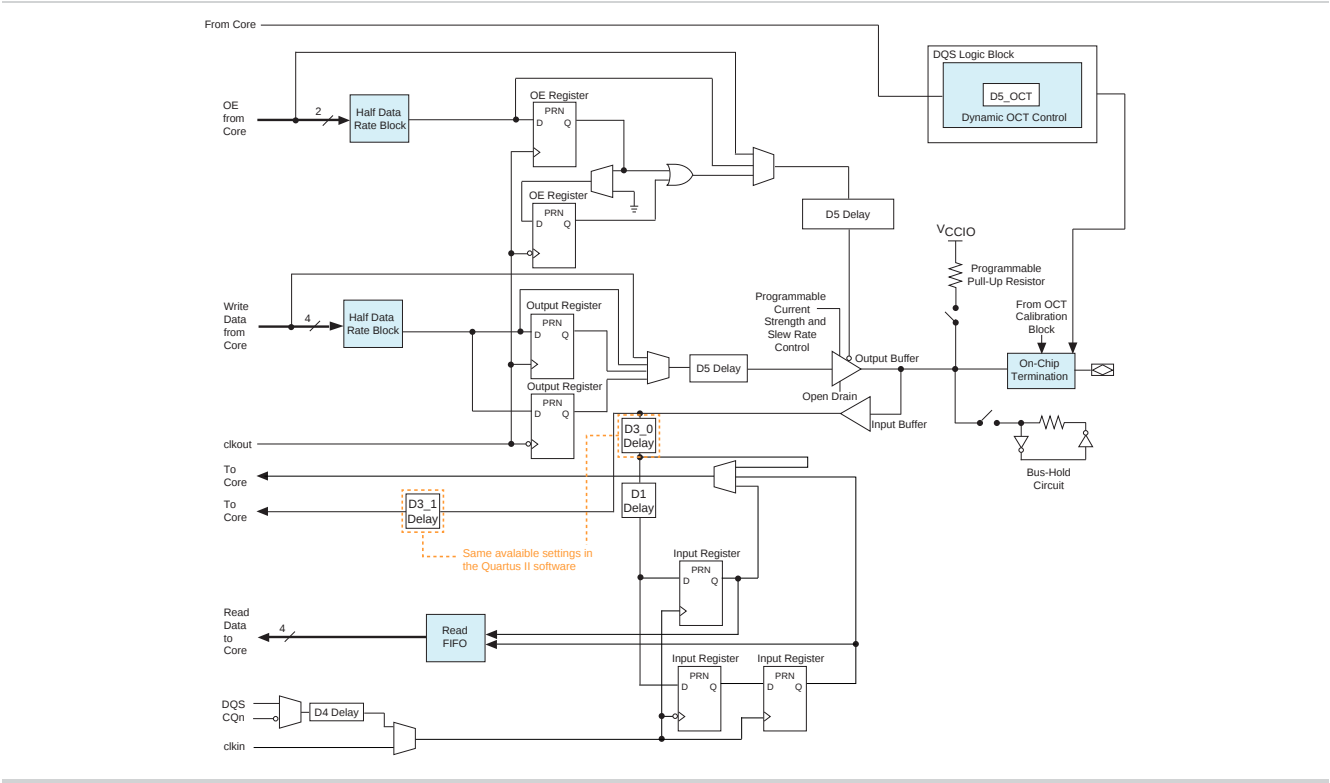 From Core
DQS Logic Block
D5_OCT
Dynamic OCT Control
OE
from
Core
2
Half Data
Rate Block
OE Register
PRN
D
Q
OE Register
PRN
D
Q
D5 Delay
VCCIO
Programmable
Pull-Up Resistor
Programmable
Current
Strength and
Slew Rate
Control
From OCT
Calibration
Block
Write
Data
from
Core
4
Half Data
Rate Block
Output Register
PRN
D
Q
Output Register
PRN
D
Q
D5 Delay
Output Buffer
Open Drain
Input Buffer
On-Chip
Termination
Bus-Hold
Circuit
clkout
D3_0
Delay
To
Core
To
Core
D3_1
Delay
D1
Delay
Same avalaible settings in
the Quartus II software
Input Register
PRN
D
Q
Read
Data
to
Core
4
Read
FIFO
Input Register
PRN
D
Q
Input Register
PRN
D
Q
DQS
CQn
D4 Delay
clkin